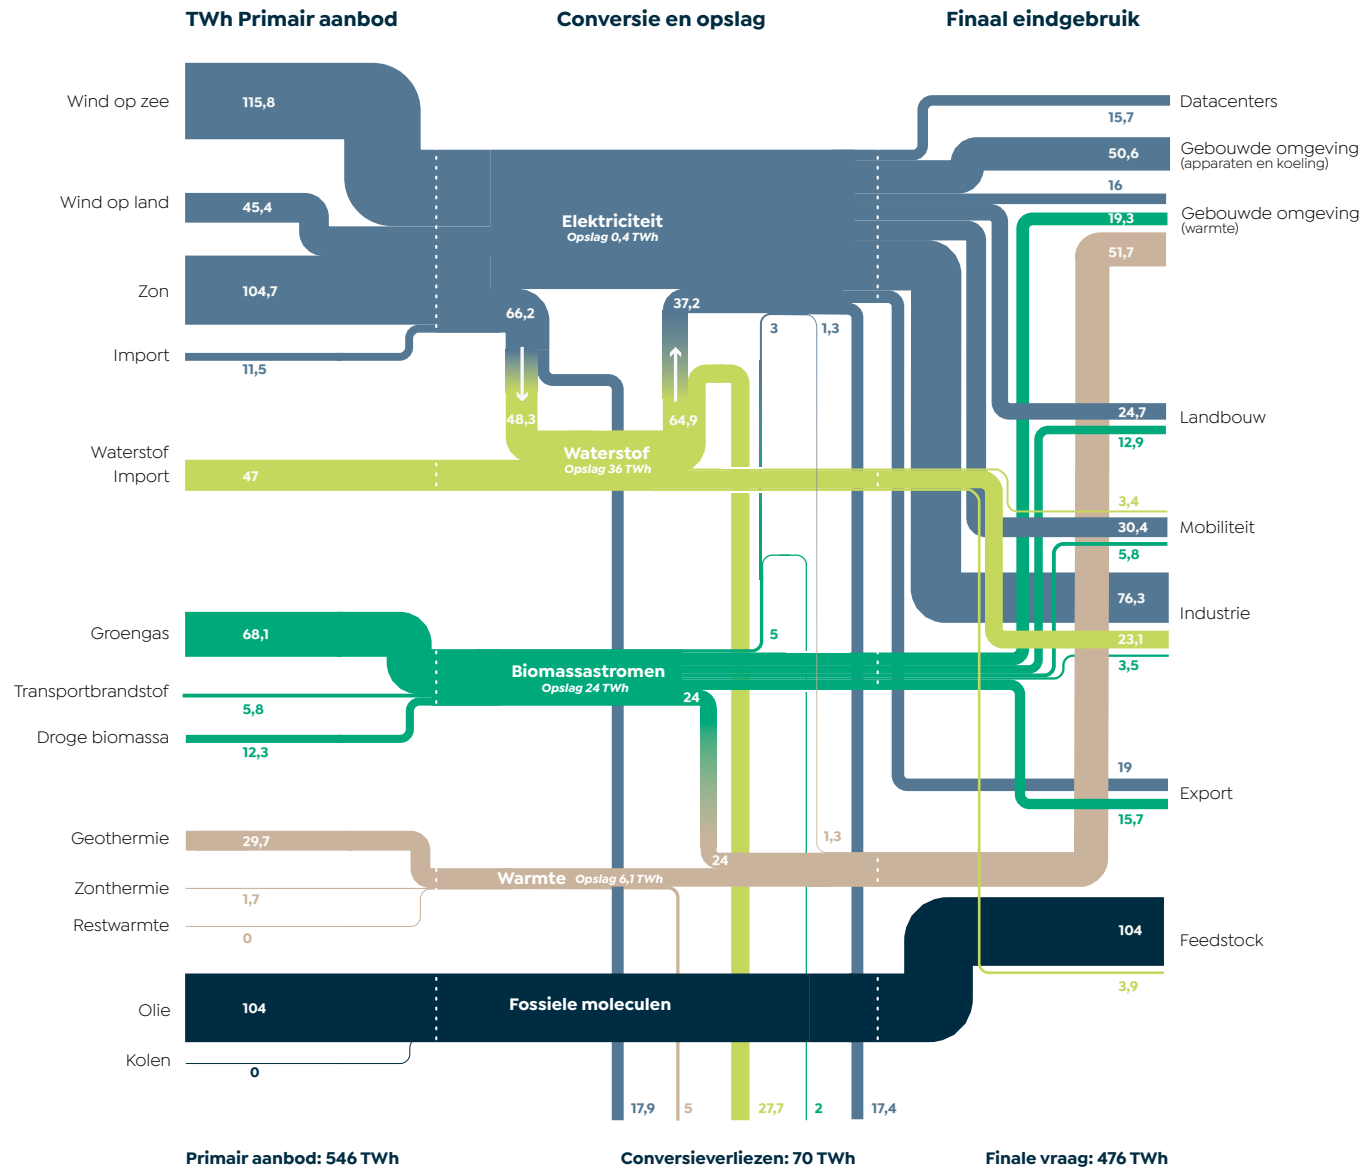 TWh Primair aanbod
Conversie en opslag
Finaal eindgebruik
Wind op zee
115,8
Datacenters
15,7
Gebouwde omgeving
(apparaten en koeling)
50,6
16
Wind op land
45,4
Elektriciteit
Opslag 0,4 TWh
19,3
Gebouwde omgeving
(warmte)
51,7
Zon
104,7
66,2
37,2
3
1,3
Import
11,5
48,3
64,9
24,7
Landbouw
12,9
Waterstof
Import
47
Waterstof
Opslag 36 TWh
3,4
30,4
Mobiliteit
5,8
76,3
Industrie
23,1
3,5
Groengas
68,1
5
Biomassastromen
Opslag 24 TWh
24
Transportbrandstof
5,8
Droge biomassa
12,3
19
Export
15,7
Geothermie
29,7
1,3
24
Warmte Opslag 6,1 TWh
Zonthermie
1,7
Restwarmte
0
104
Feedstock
3,9
Olie
104
Fossiele moleculen
Kolen
0
17,9
5
27,7
2
17,4
Primair aanbod: 546 TWh
Conversieverliezen: 70 TWh
Finale vraag: 476 TWh